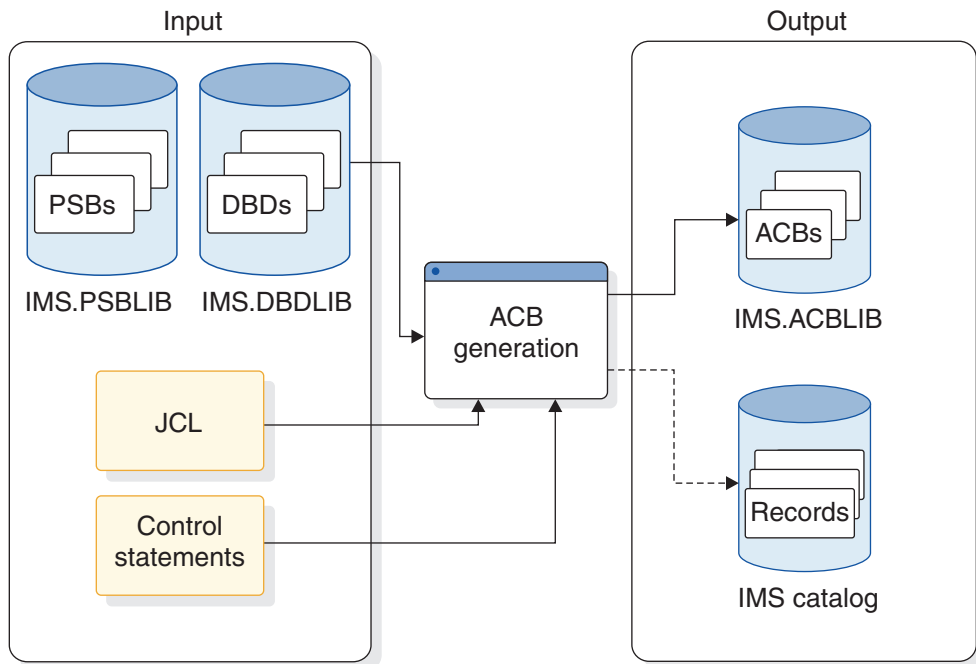 Input
Output
PSBs
DBDs
IMS.PSBLIB
IMS.DBDLIB
JCL
Control
statements
ACB
generation
ACBs
IMS.ACBLIB
Records
IMS catalog